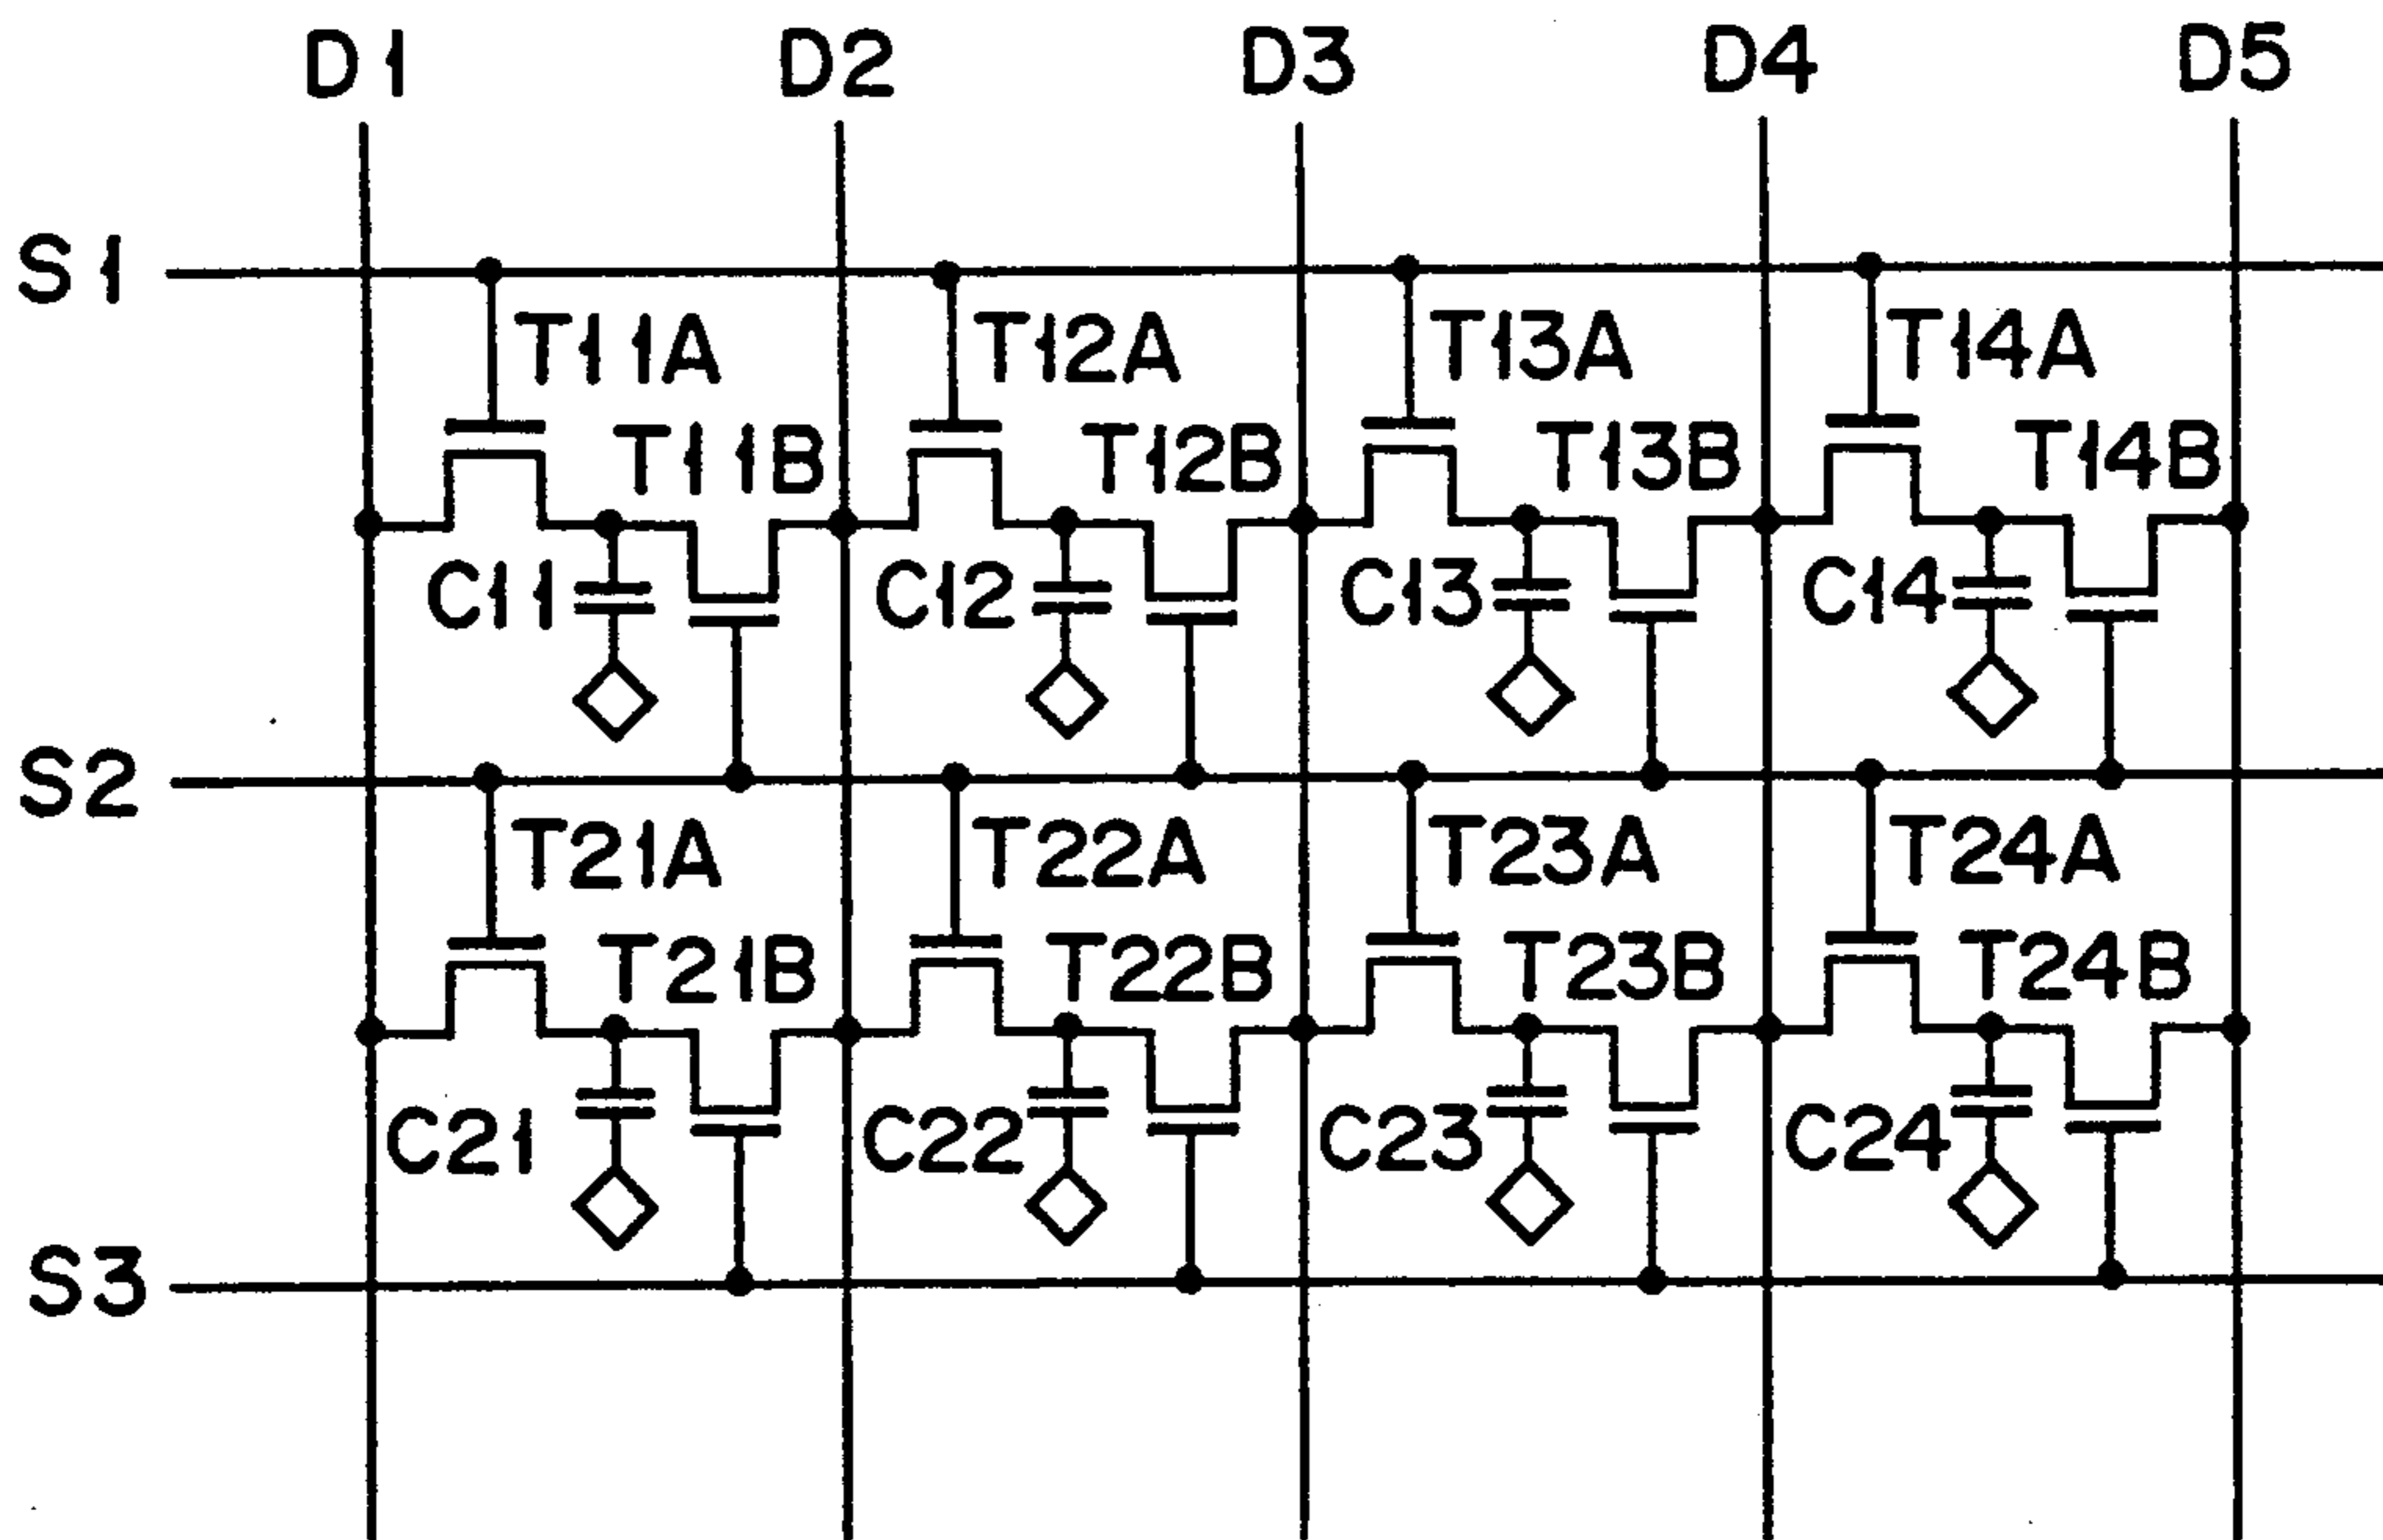 D1 D2 D3 D4 D5
S1
T11A T12A T13A T14A
T11B T12B T13B T14B
C11 C12 C13 C14
S2
T21A T22A T23A T24A
T21B T22B T23B T24B
C21 C22 C23 C24
S3